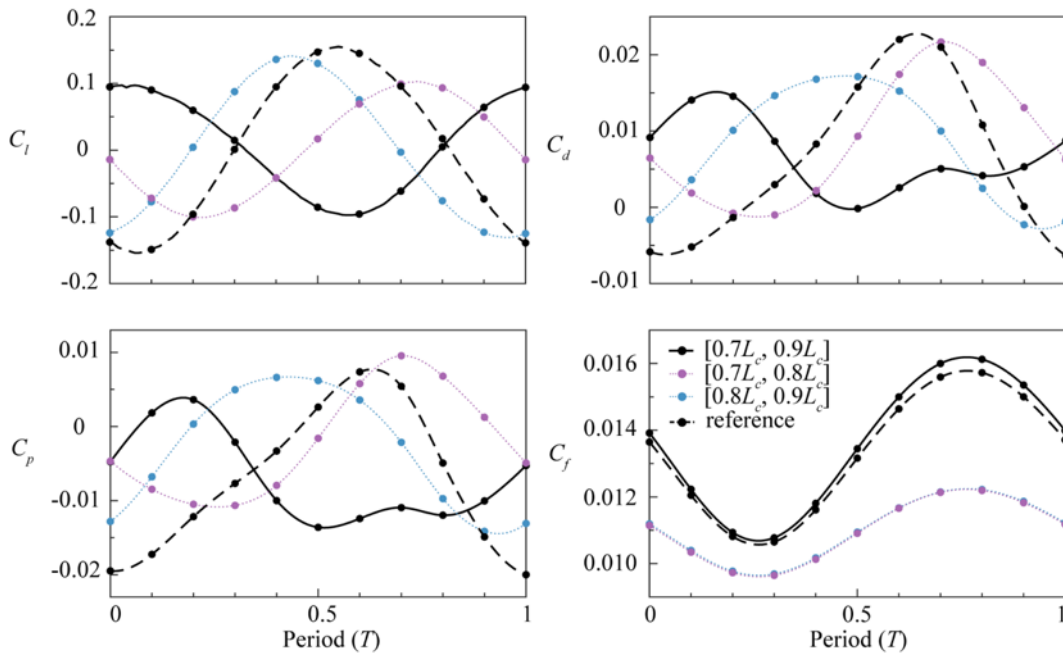 0.2
0.1
0
-0.1
-0.2
C_l
0.02
0.01
0
-0.01
C_d
0.01
0
-0.01
-0.02
C_p
0 0.5 1
Period (T)
0.016
0.014
0.012
0.010
C_f
[0.7L_c, 0.9L_c]
[0.7L_c, 0.8L_c]
[0.8L_c, 0.9L_c]
reference
0 0.5 1
Period (T)